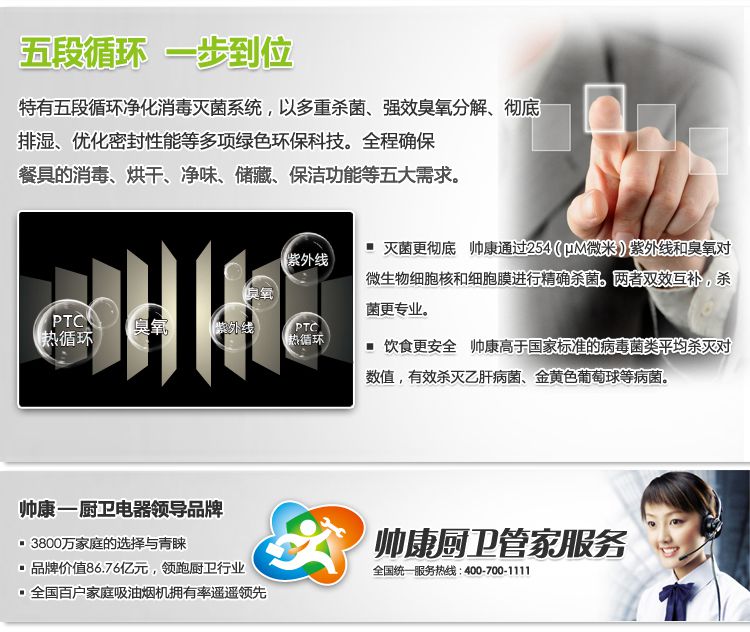 五段循环 一步到位
特有五段循环净化消毒灭菌系统，以多重杀菌、强效臭氧分解、彻底
排湿、优化密封性能等多项绿色环保科技。全程确保
餐具的消毒、烘干、净味、储藏、保洁功能等五大需求。
紫外线
臭氧
PTC
热循环
臭氧
紫外线
PTC
热循环
■ 灭菌更彻底 帅康通过254（μM微米）紫外线和臭氧对
微生物细胞核和细胞膜进行精确杀菌。两者双效互补，杀
菌更专业。
■ 饮食更安全 帅康高于国家标准的病毒菌类平均杀灭对
数值，有效杀灭乙肝病菌、金黄色葡萄球等病菌。
帅康—厨卫电器领导品牌
▪ 3800万家庭的选择与青睐
▪ 品牌价值86.76亿元，领跑厨卫行业
▪ 全国百户家庭吸油烟机拥有率遥遥领先
帅康厨卫管家服务
全国统一服务热线：400-700-1111